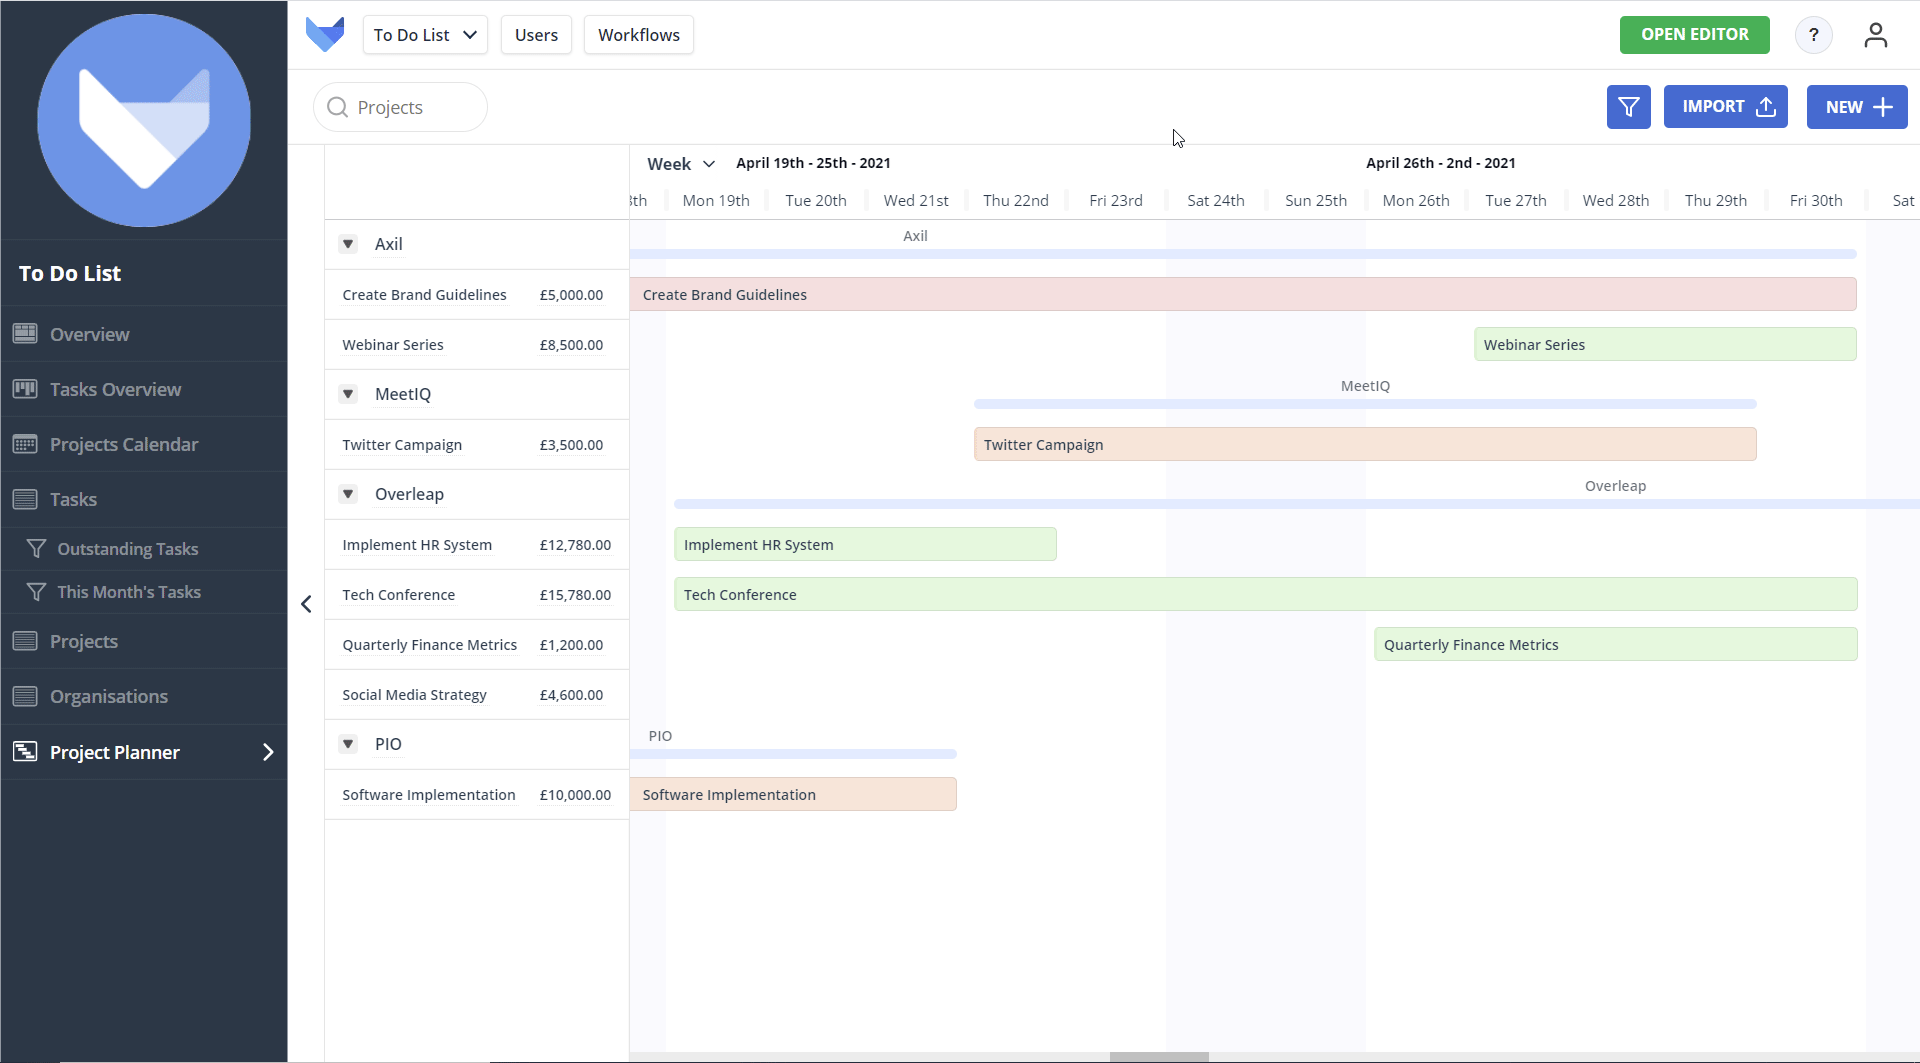 To Do List
Users
Workflows
OPEN EDITOR
?
Projects
IMPORT
NEW
To Do List
Overview
Tasks Overview
Projects Calendar
Tasks
Outstanding Tasks
This Month's Tasks
Projects
Organisations
Project Planner
Week
April 19th - 25th - 2021
April 26th - 2nd - 2021
Mon 19th
Tue 20th
Wed 21st
Thu 22nd
Fri 23rd
Sat 24th
Sun 25th
Mon 26th
Tue 27th
Wed 28th
Thu 29th
Fri 30th
Sat
Axil
Axil
Create Brand Guidelines £5,000.00
Create Brand Guidelines
Webinar Series £8,500.00
Webinar Series
MeetIQ
MeetIQ
Twitter Campaign £3,500.00
Twitter Campaign
Overleap
Overleap
Implement HR System £12,780.00
Implement HR System
Tech Conference £15,780.00
Tech Conference
Quarterly Finance Metrics £1,200.00
Quarterly Finance Metrics
Social Media Strategy £4,600.00
PIO
PIO
Software Implementation £10,000.00
Software Implementation